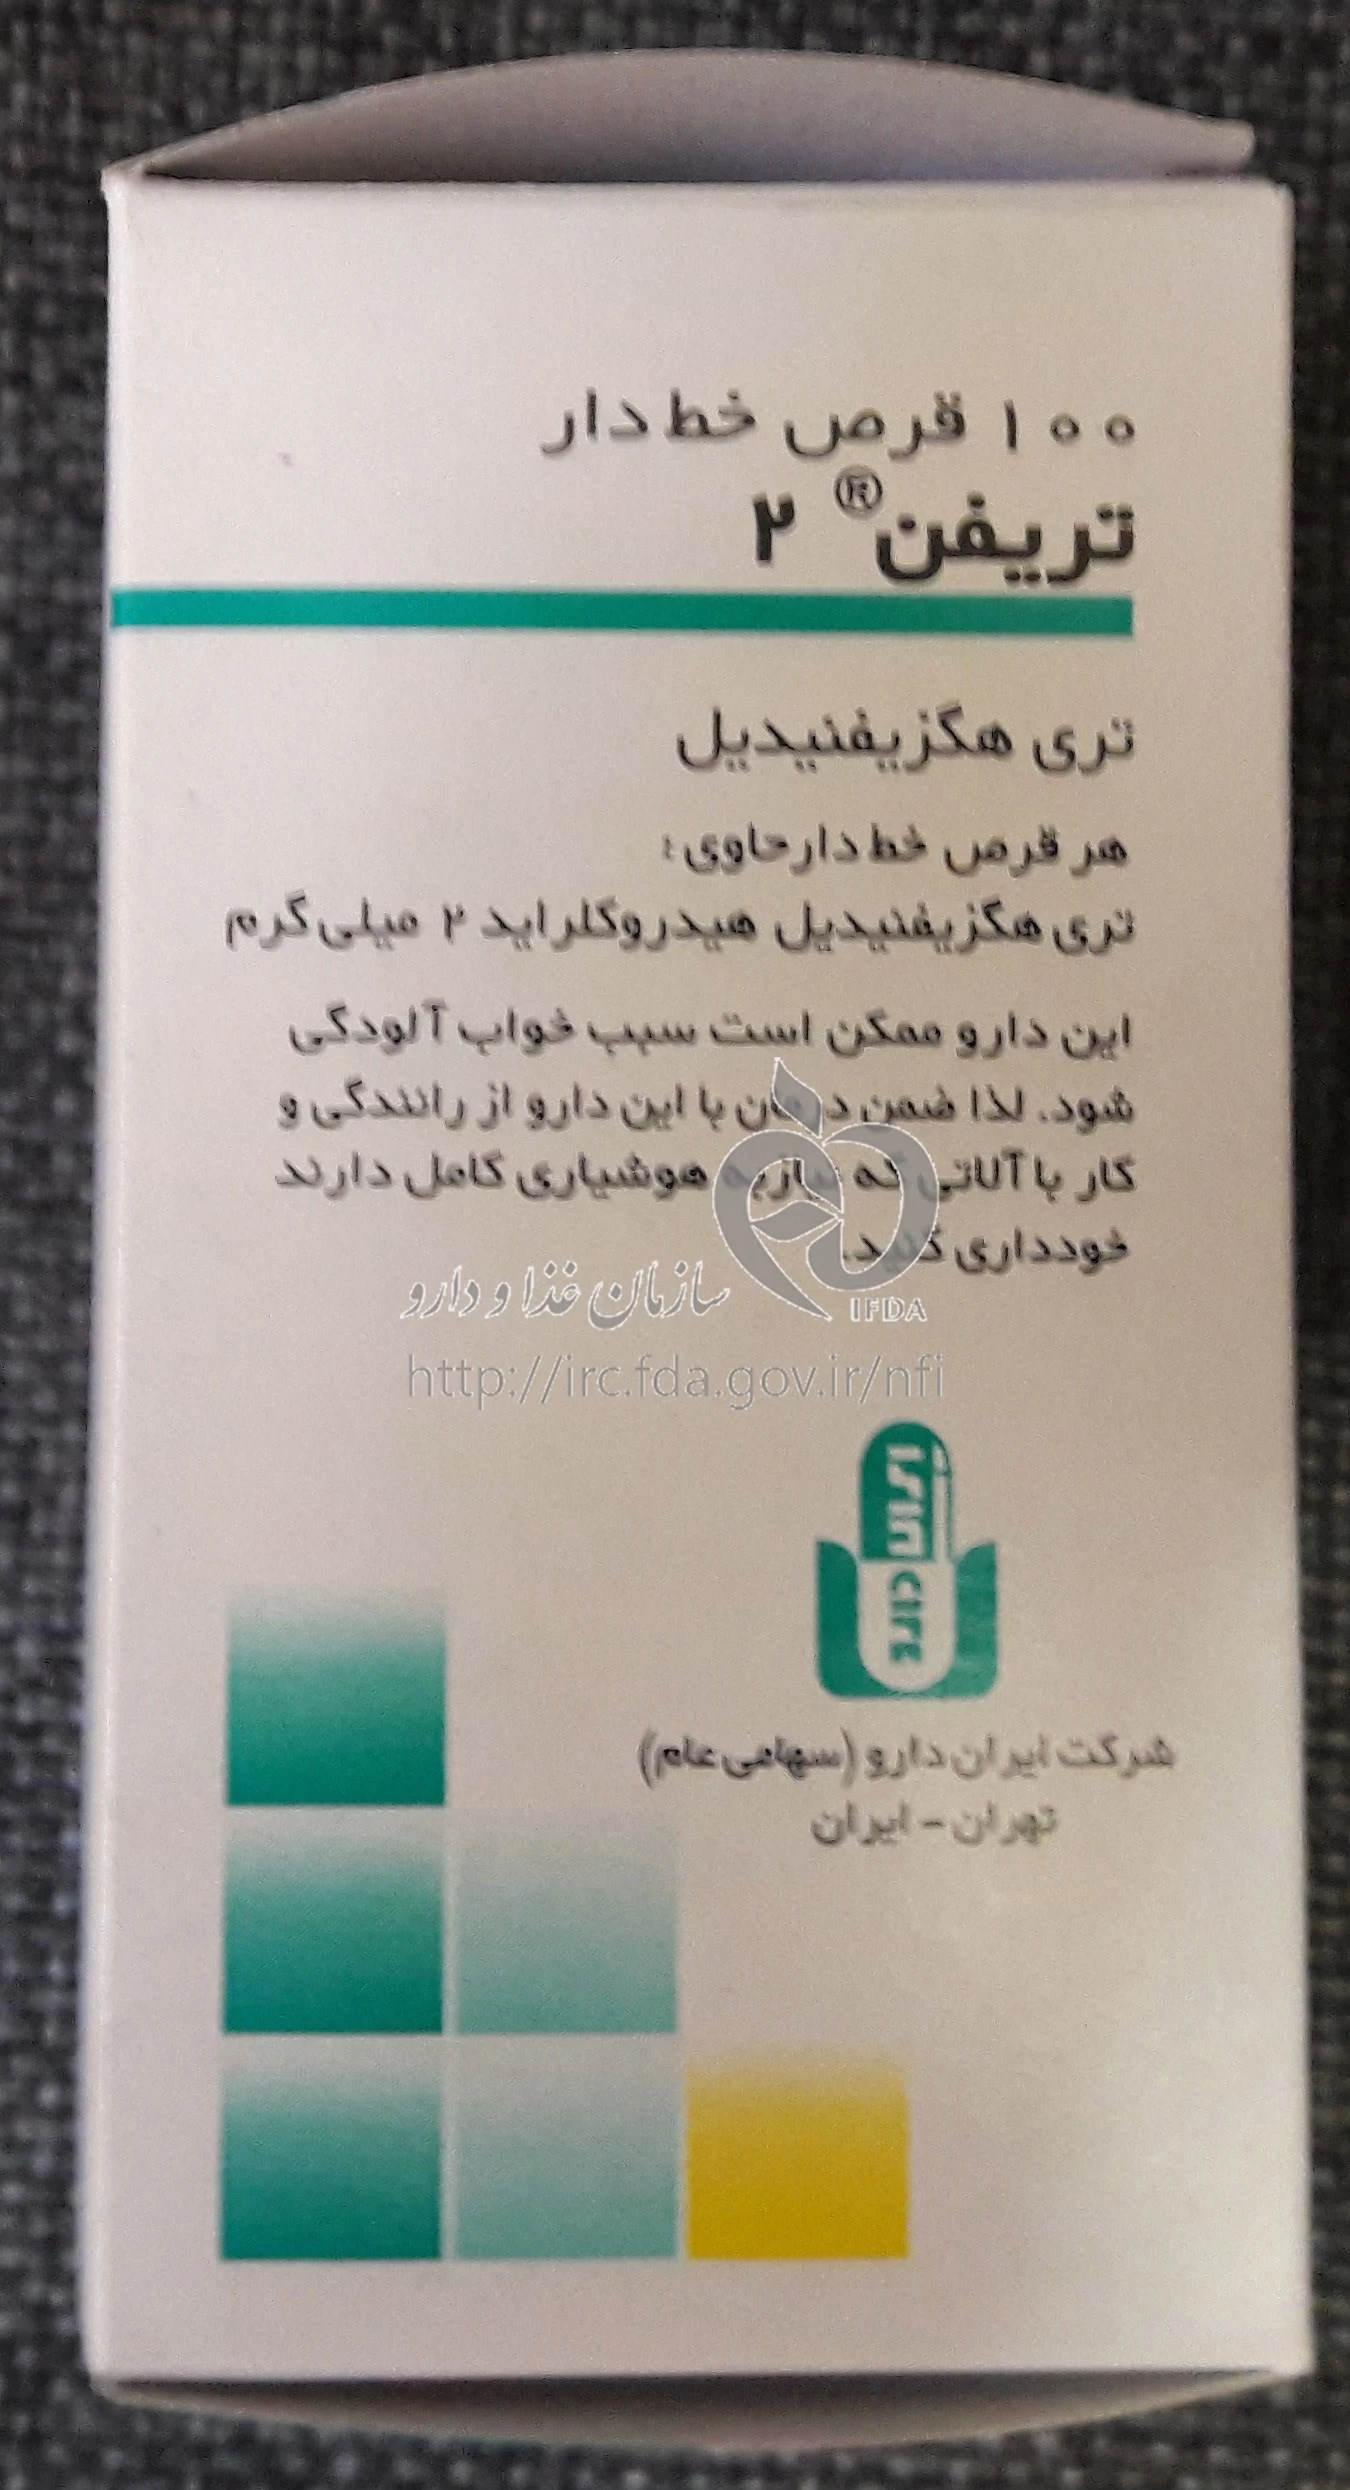 ۱۰۰ قرص خط‌دار
تریفن® ۲
تری هگزیفنیدیل
هر قرص خط‌دار حاوی:
تری هگزیفنیدیل هیدروکلراید ۲ میلی‌گرم
این دارو ممکن است سبب خواب آلودگی
شود. لذا ضمن درمان با این دارو از رانندگی و
کار با آلاتی که نیاز به هوشیاری کامل دارند
خودداری کنید.
سازمان غذا و دارو
IFDA
http://irc.fda.gov.ir/nfi
شرکت ایران دارو (سهامی عام)
تهران - ایران